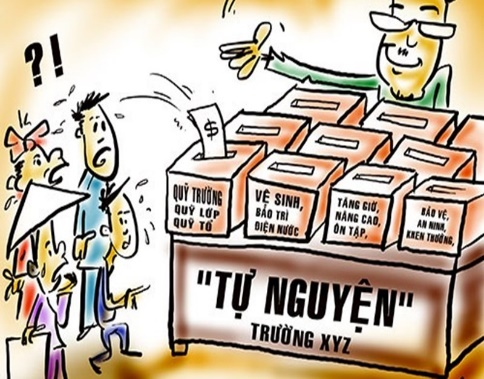 ?!
$
QUỸ TRƯỜNG
QUỸ LỚP
QUỸ TỔ
VỆ SINH,
BẢO TRÌ
ĐIỆN NƯỚC
TĂNG GIỜ,
NÂNG CAO,
ÔN TẬP,
BẢO VỆ,
AN NINH,
KHEN THƯỞNG,
"TỰ NGUYỆN"
TRƯỜNG XYZ